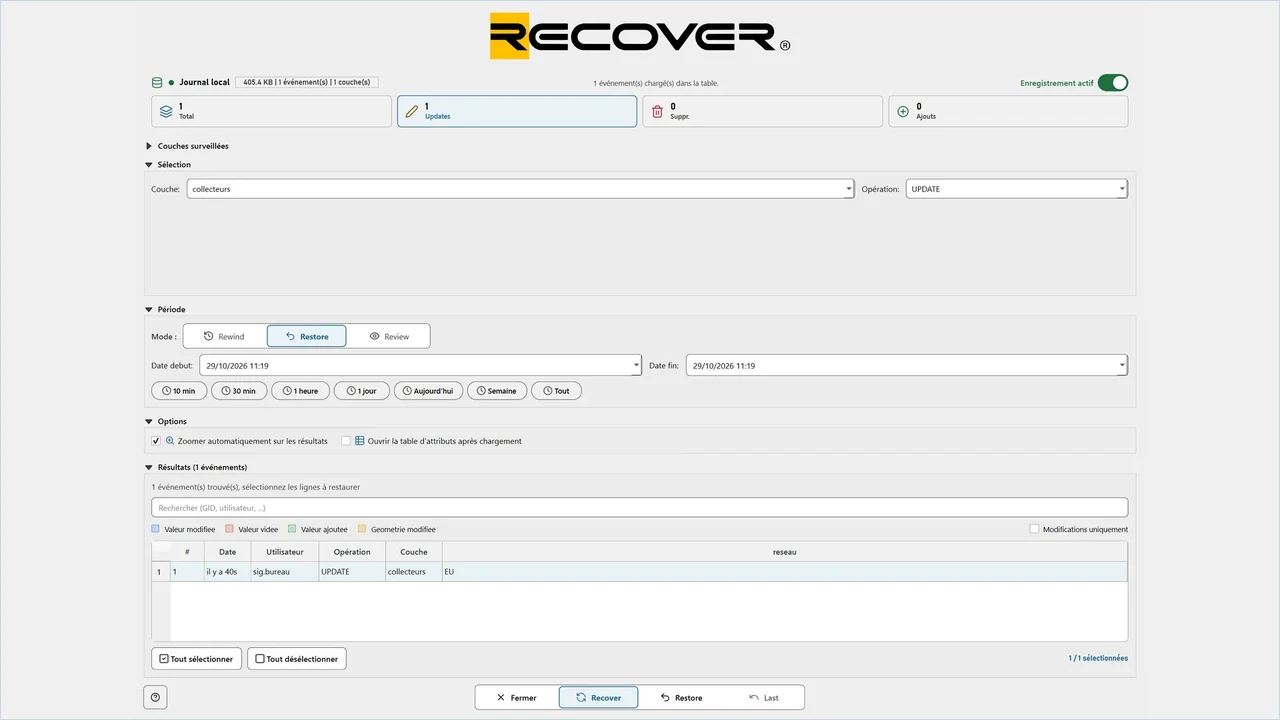 RECOVER®
Journal local 405.4 KB | 1 événement(s) | 1 couche(s) 1 événement(s) chargé(s) dans la table. Enregistrement actif
1 Total
1 Updates
0 Suppr.
0 Ajouts
Couches surveillées
Sélection
Couche: collecteurs Opération: UPDATE
Période
Mode : Rewind Restore Review
Date debut: 29/10/2026 11:19 Date fin: 29/10/2026 11:19
10 min 30 min 1 heure 1 jour Aujourd'hui Semaine Tout
Options
Zoomer automatiquement sur les résultats Ouvrir la table d'attributs après chargement
Résultats (1 événements)
1 événement(s) trouvé(s), sélectionnez les lignes à restaurer
Rechercher (GID, utilisateur, ...)
Valeur modifiee Valeur videe Valeur ajoutee Geometrie modifiee Modifications uniquement
# Date Utilisateur Opération Couche reseau
1 1 il y a 40s sig.bureau UPDATE collecteurs EU
Tout sélectionner Tout désélectionner 1 / 1 sélectionnées
Fermer Recover Restore Last